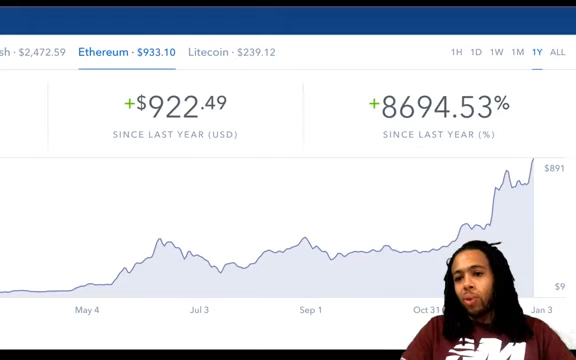 sh · $2,472.59 Ethereum · $933.10 Litecoin · $239.12 1H 1D 1W 1M 1Y ALL
+$922.49 +8694.53%
SINCE LAST YEAR (USD) SINCE LAST YEAR (%)
$891
$9
May 4 Jul 3 Sep 1 Oct 31 Jan 3